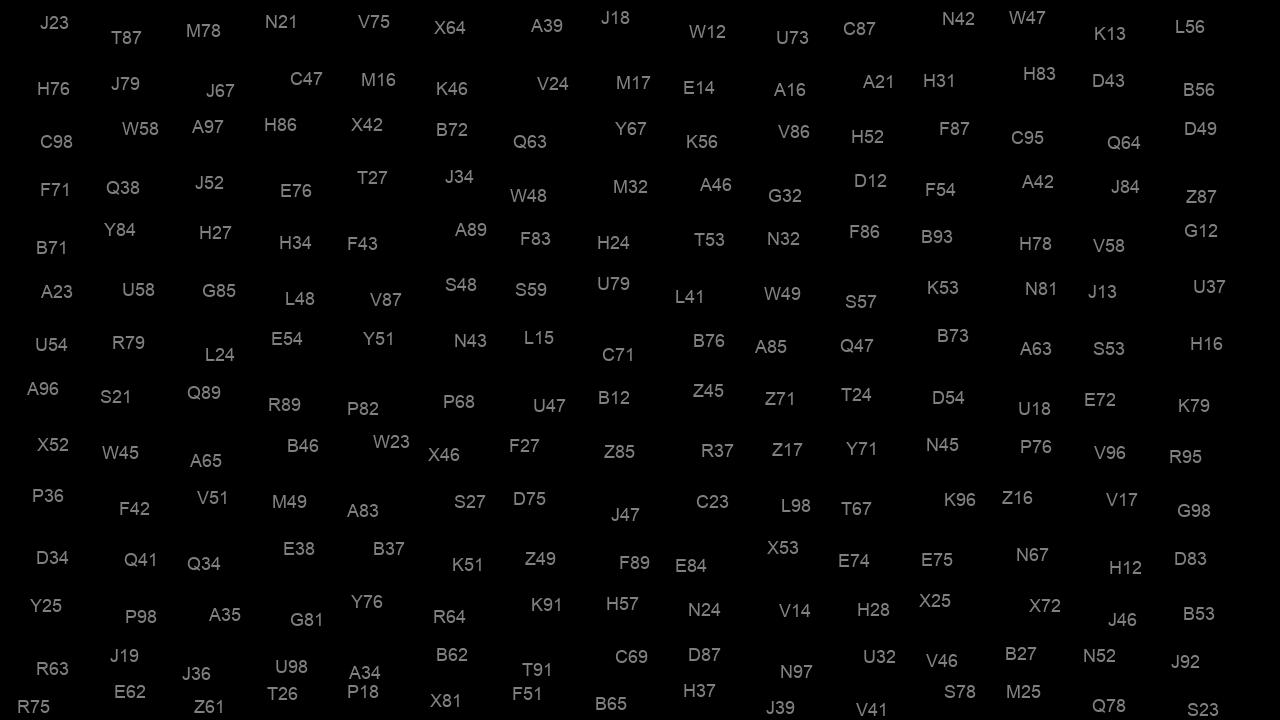 J23 T87 M78 N21 V75 X64 A39 J18 W12 U73 C87 N42 W47 K13 L56
H76 J79 J67 C47 M16 K46 V24 M17 E14 A16 A21 H31 H83 D43 B56
C98 W58 A97 H86 X42 B72 Q63 Y67 K56 V86 H52 F87 C95 Q64 D49
F71 Q38 J52 E76 T27 J34 W48 M32 A46 G32 D12 F54 A42 J84 Z87
B71 Y84 H27 H34 F43 A89 F83 H24 T53 N32 F86 B93 H78 V58 G12
A23 U58 G85 L48 V87 S48 S59 U79 L41 W49 S57 K53 N81 J13 U37
U54 R79 L24 E54 Y51 N43 L15 C71 B76 A85 Q47 B73 A63 S53 H16
A96 S21 Q89 R89 P82 P68 U47 B12 Z45 Z71 T24 D54 U18 E72 K79
X52 W45 A65 B46 W23 X46 F27 Z85 R37 Z17 Y71 N45 P76 V96 R95
P36 F42 V51 M49 A83 S27 D75 J47 C23 L98 T67 K96 Z16 V17 G98
D34 Q41 Q34 E38 B37 K51 Z49 F89 E84 X53 E74 E75 N67 H12 D83
Y25 P98 A35 G81 Y76 R64 K91 H57 N24 V14 H28 X25 X72 J46 B53
R63 J19 J36 U98 A34 B62 T91 C69 D87 N97 U32 V46 B27 N52 J92
R75 E62 Z61 T26 P18 X81 F51 B65 H37 J39 V41 S78 M25 Q78 S23